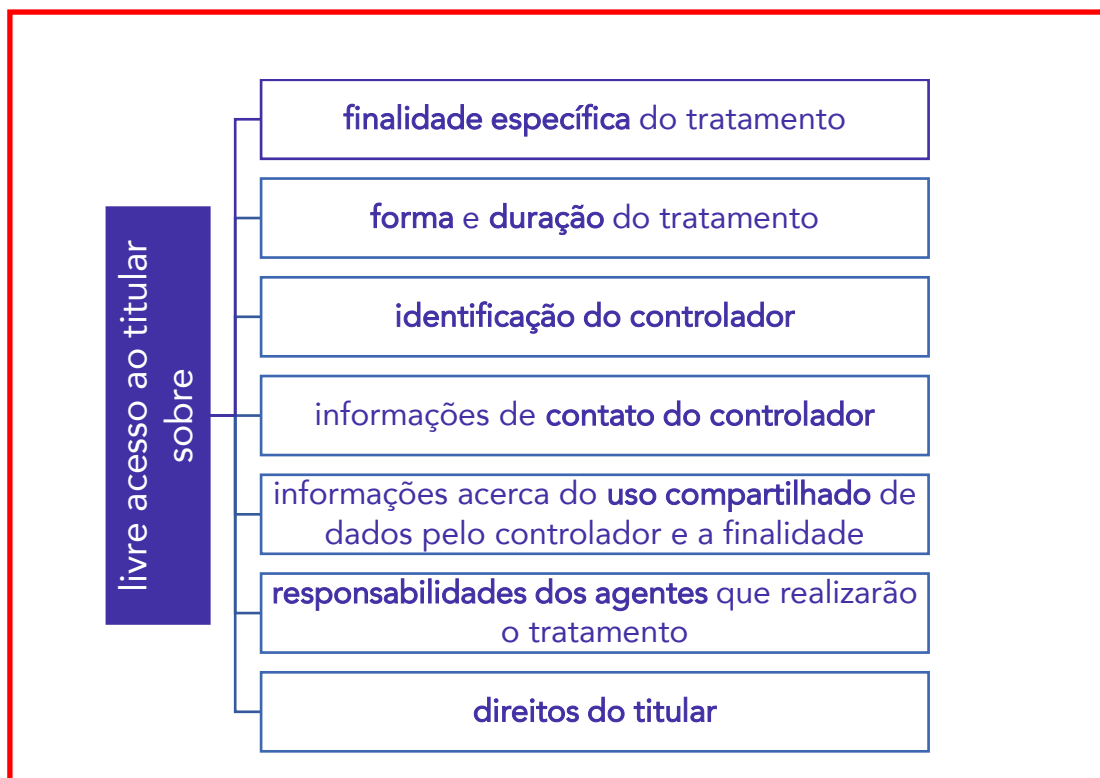 livre acesso ao titular
sobre
finalidade específica do tratamento
forma e duração do tratamento
identificação do controlador
informações de contato do controlador
informações acerca do uso compartilhado de
dados pelo controlador e a finalidade
responsabilidades dos agentes que realizarão
o tratamento
direitos do titular